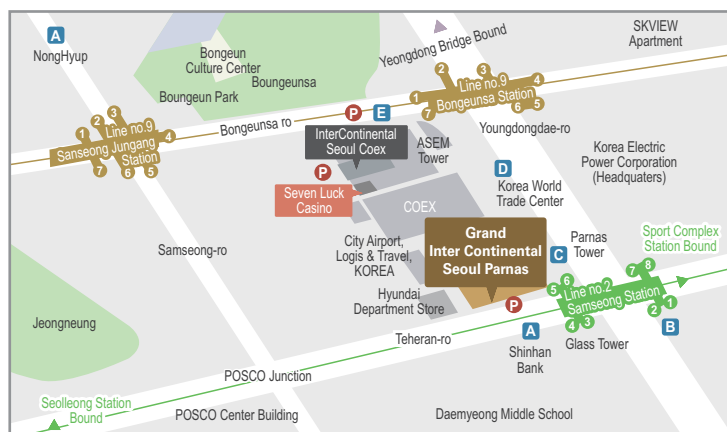 A
NongHyup
Bongeun
Culture Center
Boungeunsa
Boungeun Park
Yeongdong Bridge Bound
SKVIEW
Apartment
1
2
3
4
Line no.9
Sanseong Jungang
Station
7
6
5
Bongeunsa ro
P
E
1
2
3
4
Line no.9
Bongeunsa Station
7
6
5
InterContinental
Seoul Coex
ASEM
Tower
Youngdongdae-ro
Korea Electric
Power Corporation
(Headquaters)
P
Seven Luck
Casino
D
Korea World
Trade Center
COEX
Samseong-ro
City Airport,
Logis & Travel,
KOREA
Grand
Inter Continental
Seoul Parnas
C
Parnas
Tower
Sport Complex
Station Bound
5
6
7
8
Line no.2
Samseong Station
4
3
2
1
Hyundai
Department Store
P
Jeongneung
Teheran-ro
A
Shinhan
Bank
Glass Tower
B
POSCO Junction
Seolleong Station
Bound
POSCO Center Building
Daemyeong Middle School